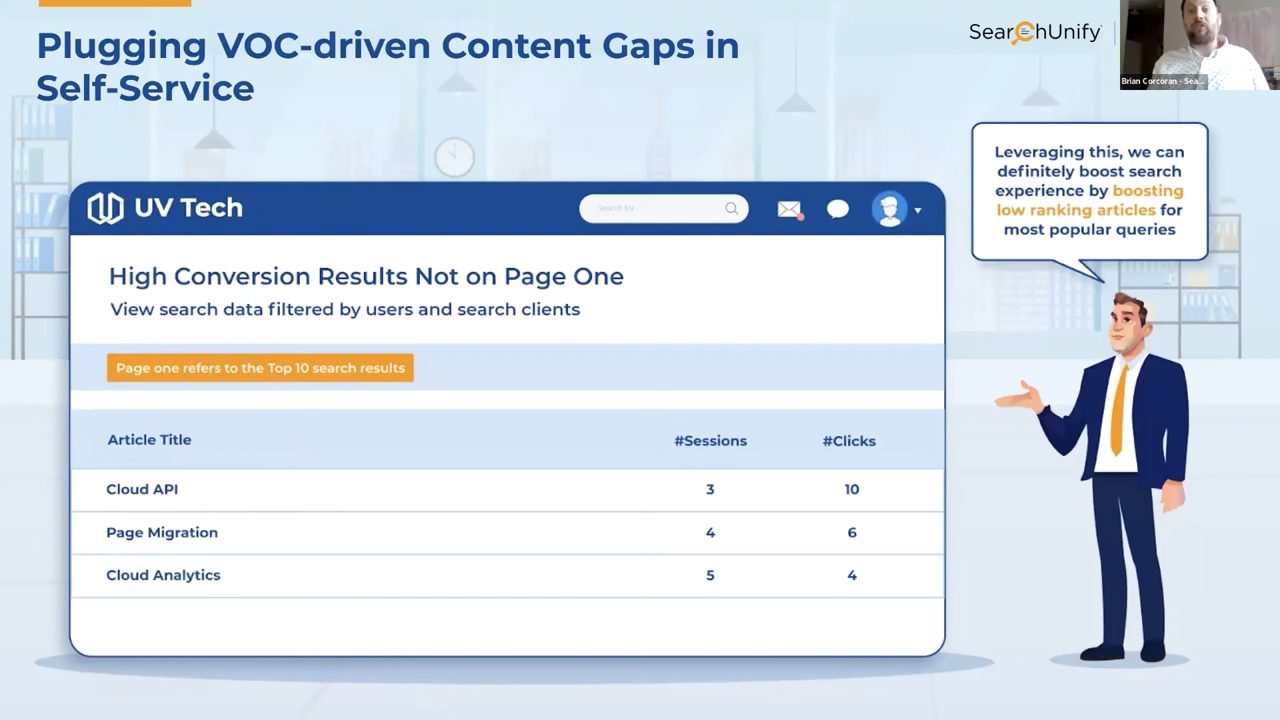 Plugging VOC-driven Content Gaps in
Self-Service
SearchUnify
Brian Corcoran - Sea...
Leveraging this, we can
definitely boost search
experience by boosting
low ranking articles for
most popular queries
UV Tech
Search for
High Conversion Results Not on Page One
View search data filtered by users and search clients
Page one refers to the Top 10 search results
Article Title #Sessions #Clicks
Cloud API 3 10
Page Migration 4 6
Cloud Analytics 5 4